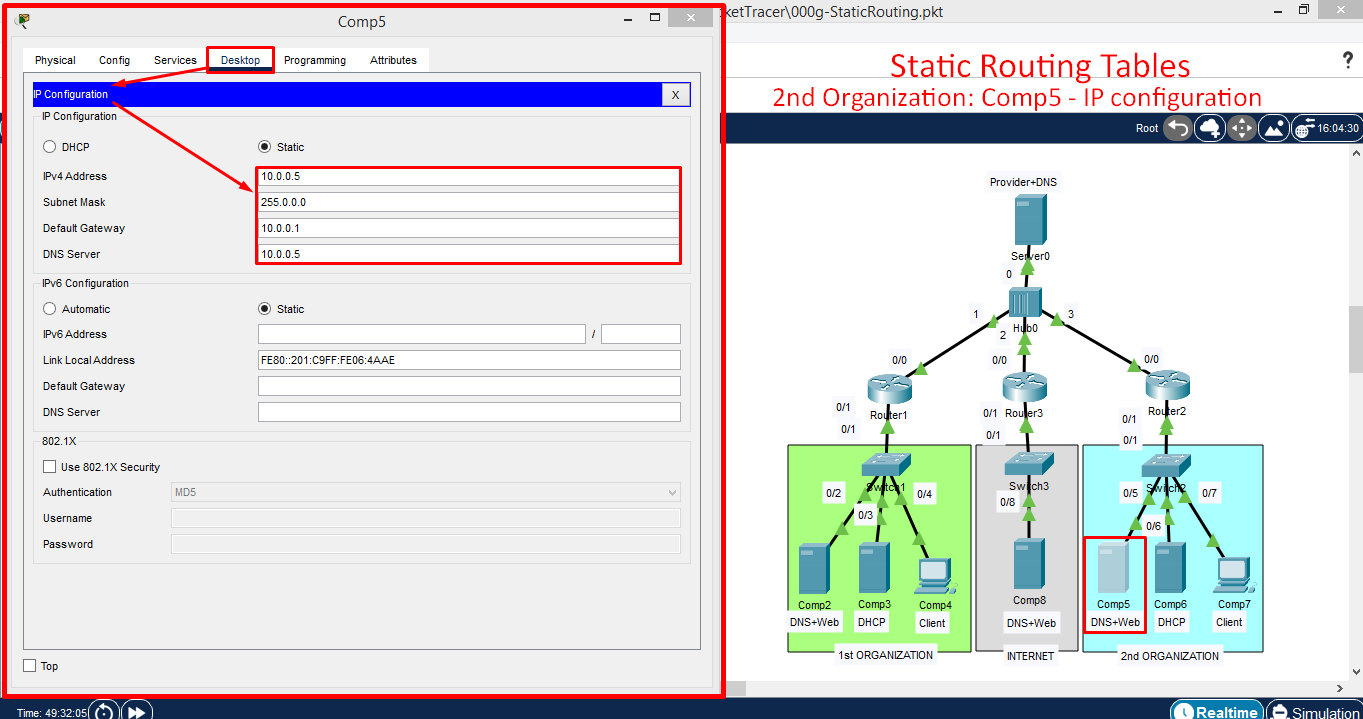 Comp5
ketTracer\000g-StaticRouting.pkt
Physical Config Services Desktop Programming Attributes
IP Configuration
X
IP Configuration
DHCP Static
IPv4 Address 10.0.0.5
Subnet Mask 255.0.0.0
Default Gateway 10.0.0.1
DNS Server 10.0.0.5
IPv6 Configuration
Automatic Static
IPv6 Address /
Link Local Address FE80::201:C9FF:FE06:4AAE
Default Gateway
DNS Server
802.1X
Use 802.1X Security
Authentication MD5
Username
Password
Top
Time: 49:32:05
Static Routing Tables
?
2nd Organization: Comp5 - IP configuration
Root 16:04:30
Provider+DNS
Server0
0
1 3
Hub0
2
0/0 0/0 0/0
Router1 Router3 Router2
0/1 0/1 0/1
0/1 0/1 0/1
Switch1 Switch3 Switch2
0/2 0/4 0/5 0/7
0/3 0/8 0/6
Comp2 Comp3 Comp4 Comp8 Comp5 Comp6 Comp7
DNS+Web DHCP Client DNS+Web DNS+Web DHCP Client
1st ORGANIZATION INTERNET 2nd ORGANIZATION
Realtime Simulation